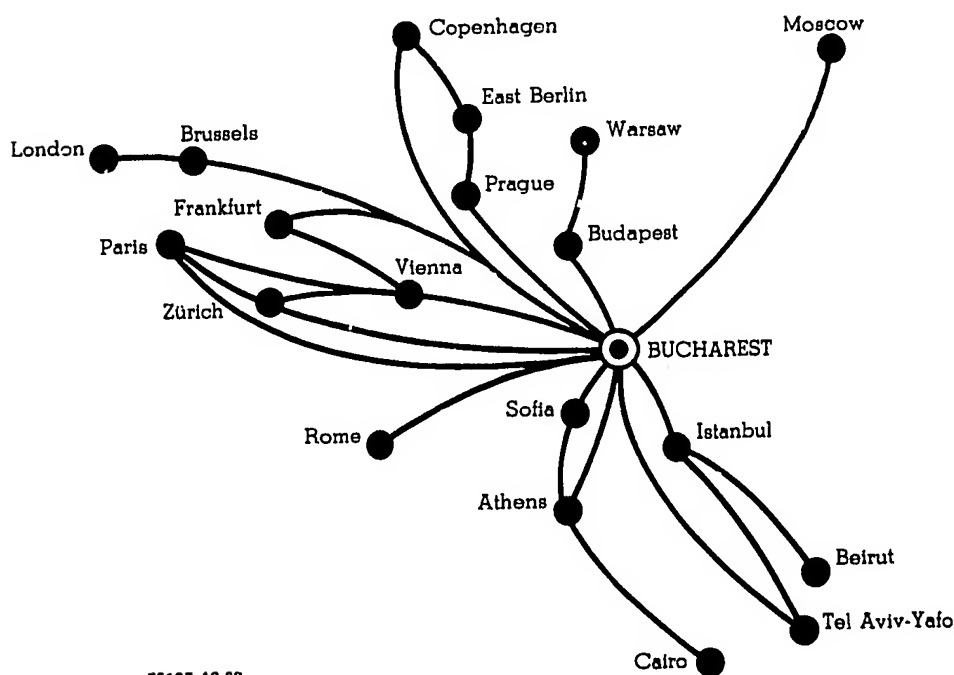 Copenhagen
Moscow
East Berlin
Warsaw
London
Brussels
Prague
Frankfurt
Budapest
Paris
Vienna
Zürich
BUCHAREST
Sofia
Rome
Istanbul
Athens
Beirut
Tel Aviv-Yafo
Cairo